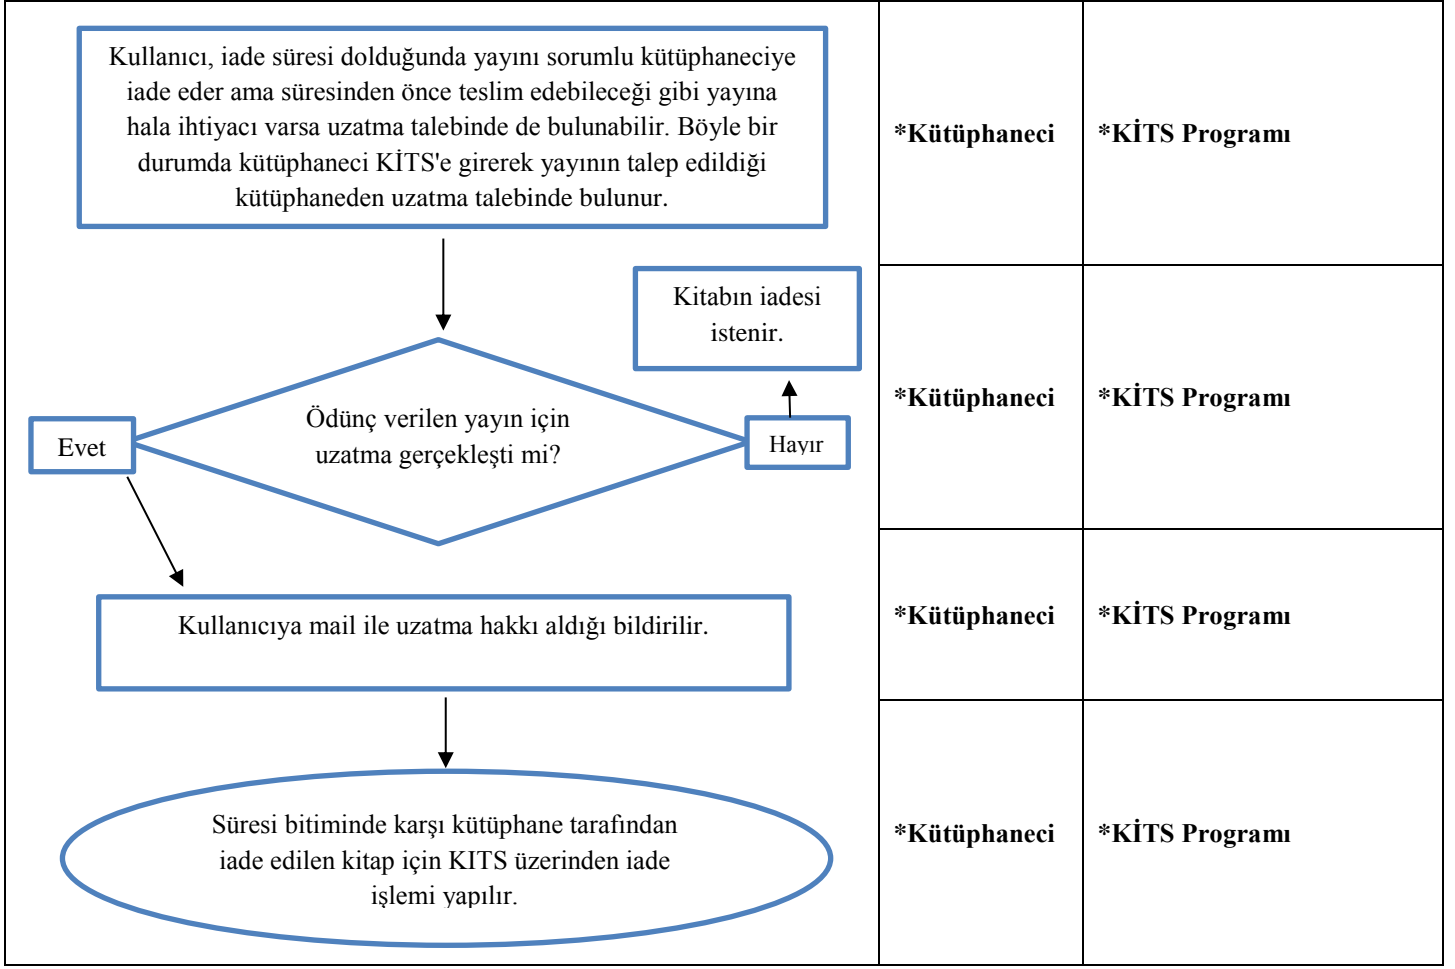 Kullanıcı, iade süresi dolduğunda yayını sorumlu kütüphaneciye
iade eder ama süresinden önce teslim edebileceği gibi yayına
hala ihtiyacı varsa uzatma talebinde de bulunabilir. Böyle bir
durumda kütüphaneci KİTS'e girerek yayının talep edildiği
kütüphaneden uzatma talebinde bulunur.
*Kütüphaneci
*KİTS Programı
Kitabın iadesi
istenir.
Ödünç verilen yayın için
uzatma gerçekleşti mi?
Evet
Hayır
*Kütüphaneci
*KİTS Programı
Kullanıcıya mail ile uzatma hakkı aldığı bildirilir.
*Kütüphaneci
*KİTS Programı
Süresi bitiminde karşı kütüphane tarafından
iade edilen kitap için KITS üzerinden iade
işlemi yapılır.
*Kütüphaneci
*KİTS Programı